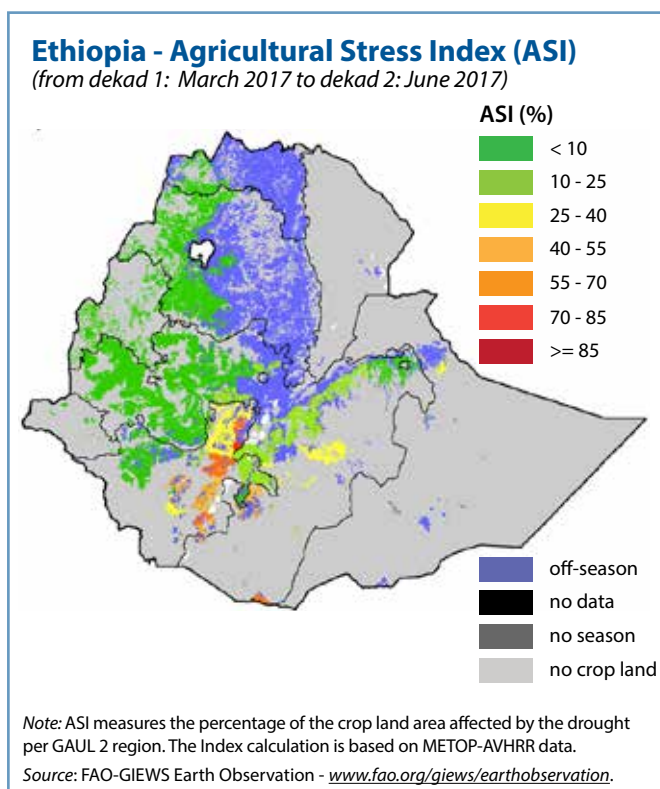 Ethiopia - Agricultural Stress Index (ASI)
(from dekad 1: March 2017 to dekad 2: June 2017)
ASI (%)
< 10
10 - 25
25 - 40
40 - 55
55 - 70
70 - 85
>= 85
off-season
no data
no season
no crop land
Note: ASI measures the percentage of the crop land area affected by the drought
per GAUL 2 region. The Index calculation is based on METOP-AVHRR data.
Source: FAO-GIEWS Earth Observation - www.fao.org/giews/earthobservation.